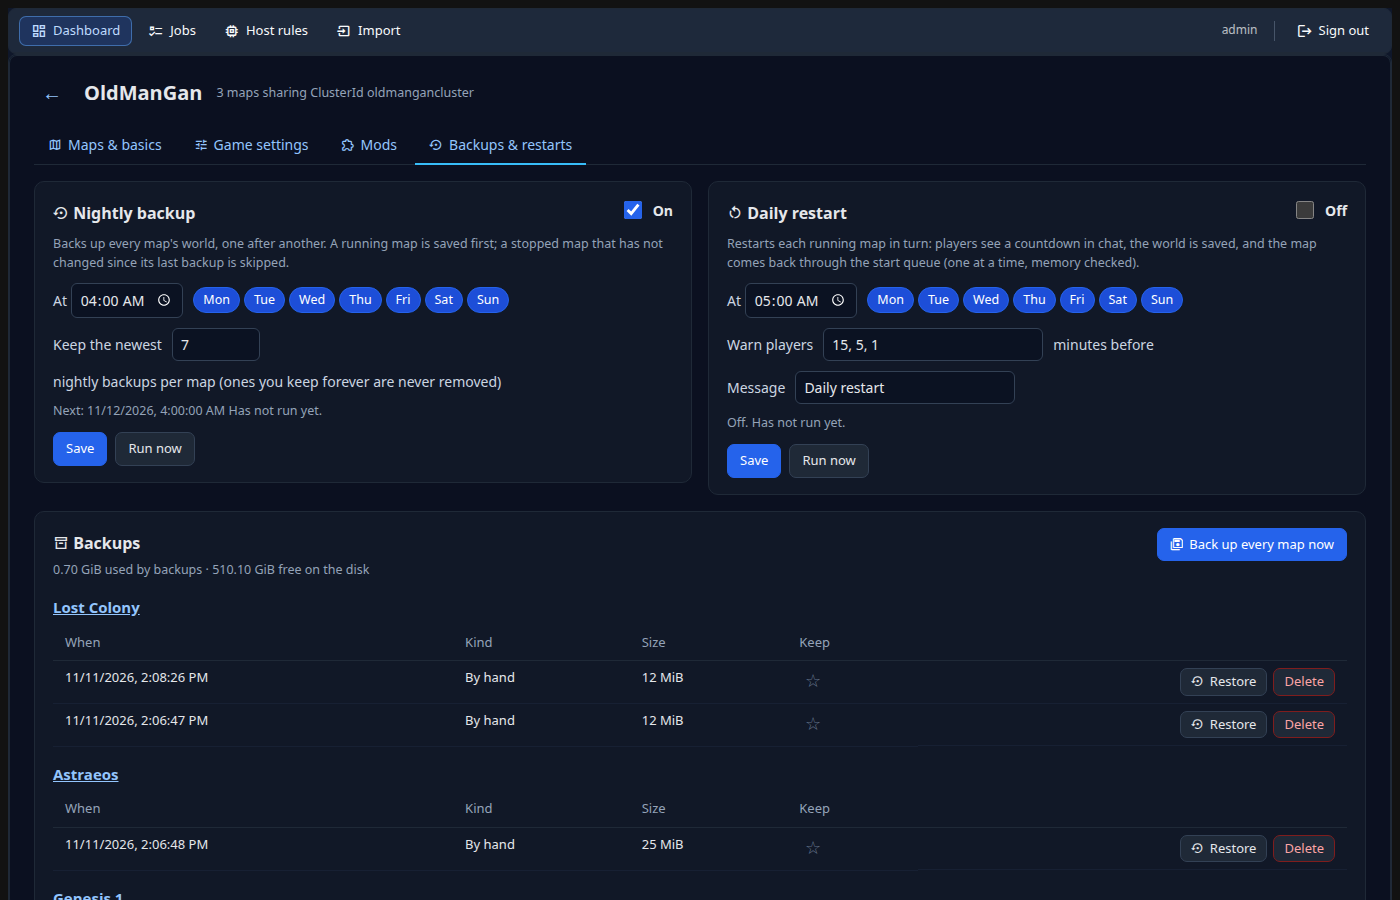 Dashboard Jobs Host rules Import admin Sign out
← OldManGan 3 maps sharing ClusterId oldmangancluster
Maps & basics Game settings Mods Backups & restarts
Nightly backup On
Backs up every map's world, one after another. A running map is saved first; a stopped map that has not
changed since its last backup is skipped.
At 04:00 AM Mon Tue Wed Thu Fri Sat Sun
Keep the newest 7
nightly backups per map (ones you keep forever are never removed)
Next: 11/12/2026, 4:00:00 AM Has not run yet.
Save Run now
Daily restart Off
Restarts each running map in turn: players see a countdown in chat, the world is saved, and the map
comes back through the start queue (one at a time, memory checked).
At 05:00 AM Mon Tue Wed Thu Fri Sat Sun
Warn players 15, 5, 1 minutes before
Message Daily restart
Off. Has not run yet.
Save Run now
Backups Back up every map now
0.70 GiB used by backups · 510.10 GiB free on the disk
Lost Colony
When Kind Size Keep
11/11/2026, 2:08:26 PM By hand 12 MiB ☆ Restore Delete
11/11/2026, 2:06:47 PM By hand 12 MiB ☆ Restore Delete
Astraeos
When Kind Size Keep
11/11/2026, 2:06:48 PM By hand 25 MiB ☆ Restore Delete
Genesis 1